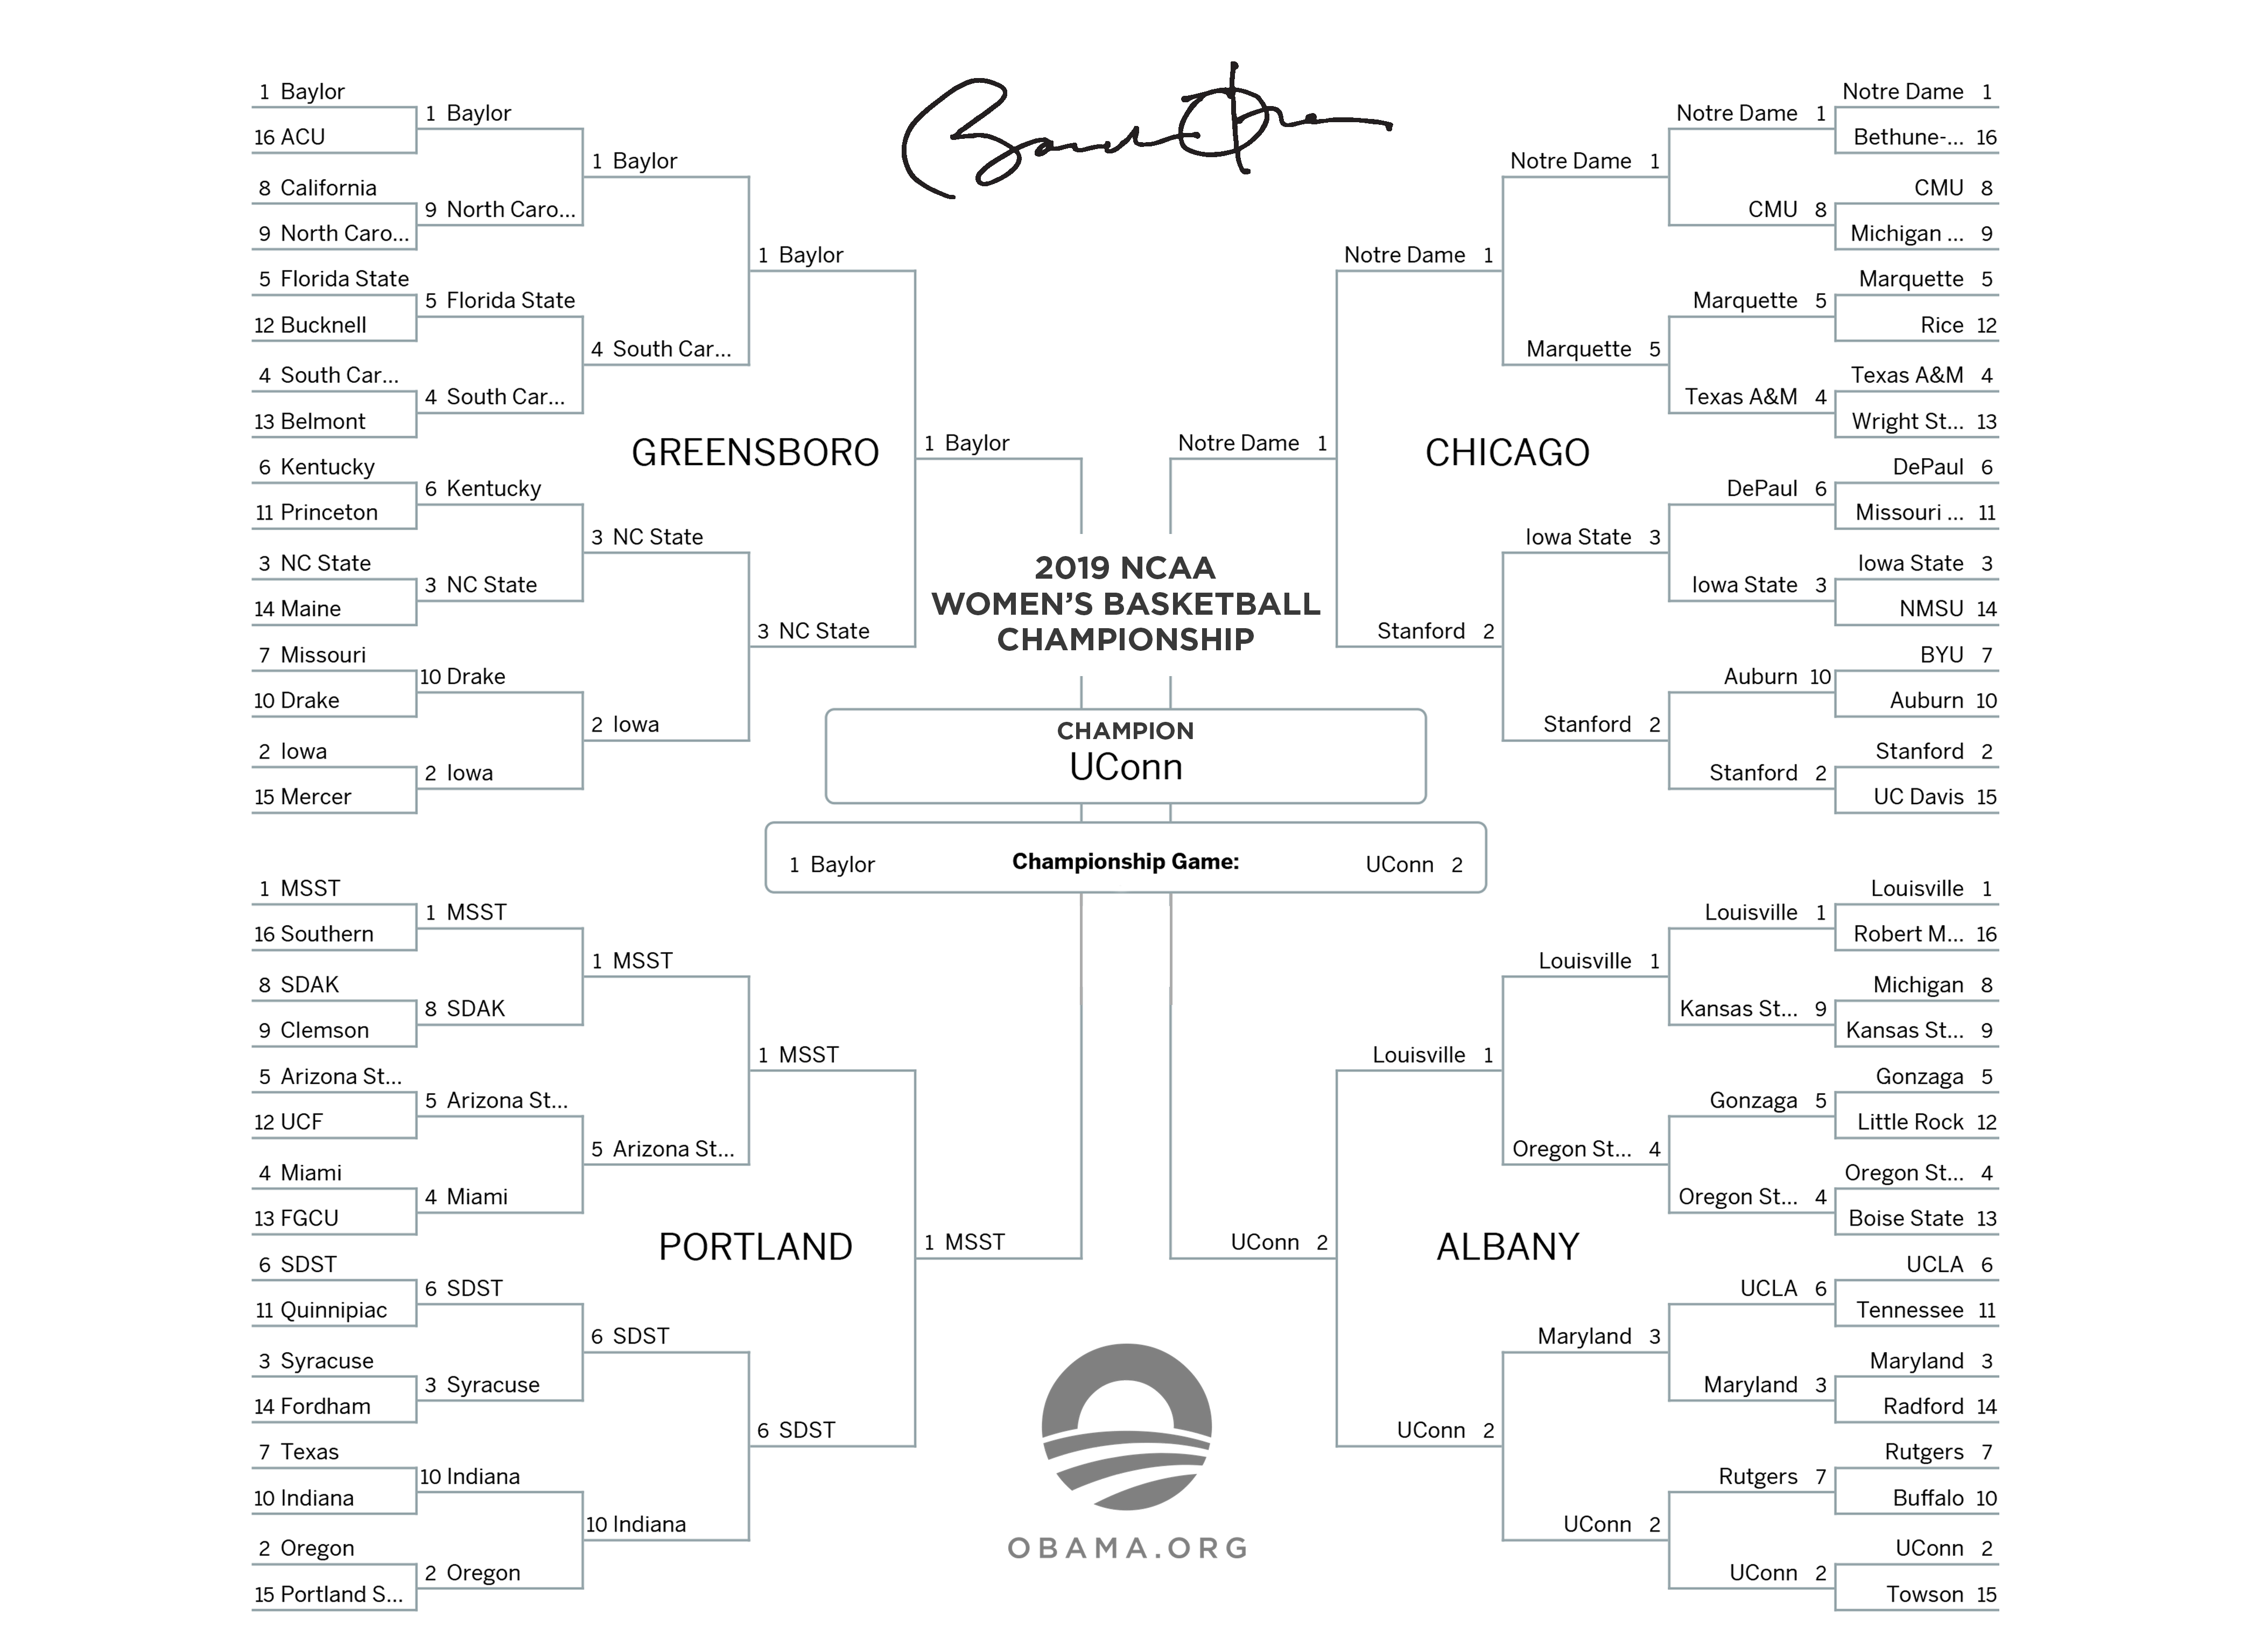 Barack Obama
1 Baylor
16 ACU
8 California
9 North Caro...
5 Florida State
12 Bucknell
4 South Car...
13 Belmont
6 Kentucky
11 Princeton
3 NC State
14 Maine
7 Missouri
10 Drake
2 Iowa
15 Mercer
1 Baylor
9 North Caro...
5 Florida State
4 South Car...
6 Kentucky
3 NC State
10 Drake
2 Iowa
1 Baylor
4 South Car...
3 NC State
2 Iowa
1 Baylor
3 NC State
GREENSBORO
1 Baylor
Notre Dame 1
Bethune-... 16
CMU 8
Michigan ... 9
Marquette 5
Rice 12
Texas A&M 4
Wright St... 13
DePaul 6
Missouri ... 11
Iowa State 3
NMSU 14
BYU 7
Auburn 10
Stanford 2
UC Davis 15
Notre Dame 1
CMU 8
Marquette 5
Texas A&M 4
DePaul 6
Iowa State 3
Auburn 10
Stanford 2
Notre Dame 1
Marquette 5
Iowa State 3
Stanford 2
Notre Dame 1
Stanford 2
CHICAGO
Notre Dame 1
2019 NCAA
WOMEN’S BASKETBALL
CHAMPIONSHIP
CHAMPION
UConn
1 Baylor Championship Game: UConn 2
1 MSST
16 Southern
8 SDAK
9 Clemson
5 Arizona St...
12 UCF
4 Miami
13 FGCU
6 SDST
11 Quinnipiac
3 Syracuse
14 Fordham
7 Texas
10 Indiana
2 Oregon
15 Portland S...
1 MSST
8 SDAK
5 Arizona St...
4 Miami
6 SDST
3 Syracuse
10 Indiana
2 Oregon
1 MSST
5 Arizona St...
6 SDST
10 Indiana
1 MSST
6 SDST
PORTLAND
1 MSST
Louisville 1
Robert M... 16
Michigan 8
Kansas St... 9
Gonzaga 5
Little Rock 12
Oregon St... 4
Boise State 13
UCLA 6
Tennessee 11
Maryland 3
Radford 14
Rutgers 7
Buffalo 10
UConn 2
Towson 15
Louisville 1
Kansas St... 9
Gonzaga 5
Oregon St... 4
UCLA 6
Maryland 3
Rutgers 7
UConn 2
Louisville 1
Oregon St... 4
Maryland 3
UConn 2
Louisville 1
UConn 2
ALBANY
UConn 2
OBAMA.ORG